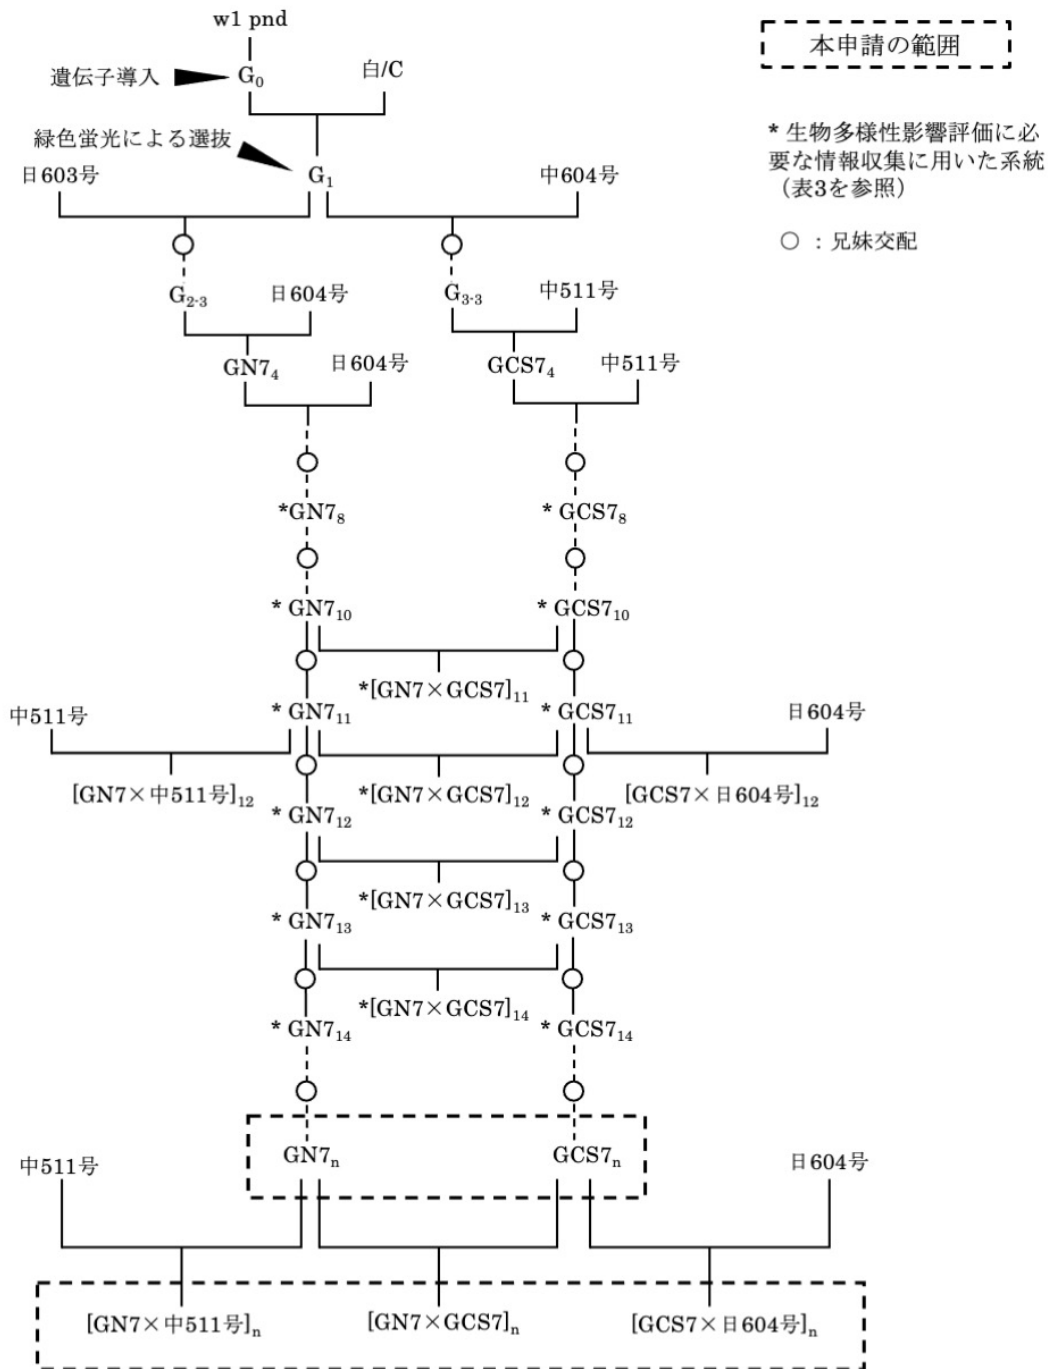 w1 pnd
本申請の範囲
遺伝子導入
G₀
白/C
緑色蛍光による選抜
* 生物多様性影響評価に必
要な情報収集に用いた系統
（表3を参照）
日603号
G₁
中604号
○ ：兄妹交配
G₂₋₃
日604号
G₃₋₃
中511号
GN7₄
日604号
GCS7₄
中511号
*GN7₈
* GCS7₈
* GN7₁₀
* GCS7₁₀
*[GN7×GCS7]₁₁
中511号
* GN7₁₁
* GCS7₁₁
日604号
[GN7×中511号]₁₂
*[GN7×GCS7]₁₂
[GCS7×日604号]₁₂
* GN7₁₂
* GCS7₁₂
*[GN7×GCS7]₁₃
* GN7₁₃
* GCS7₁₃
*[GN7×GCS7]₁₄
* GN7₁₄
* GCS7₁₄
中511号
GN7ₙ
GCS7ₙ
日604号
[GN7×中511号]ₙ
[GN7×GCS7]ₙ
[GCS7×日604号]ₙ